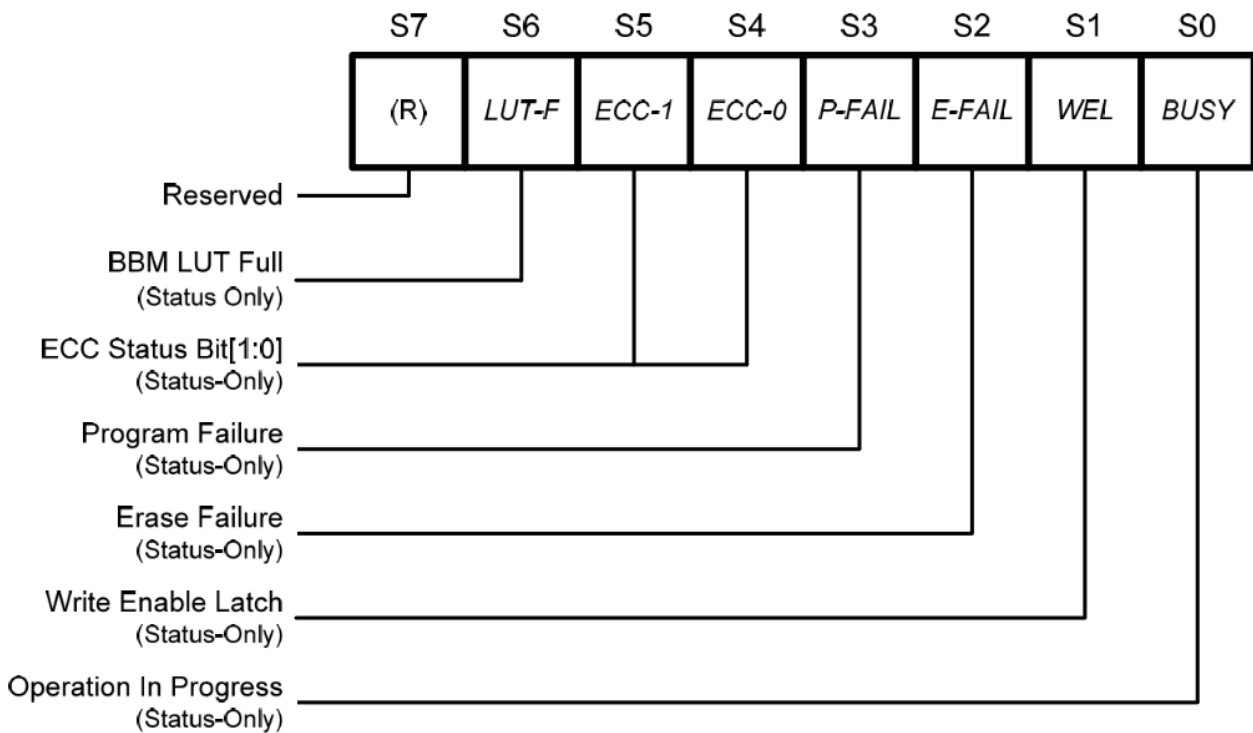 S7 S6 S5 S4 S3 S2 S1 S0
(R) LUT-F ECC-1 ECC-0 P-FAIL E-FAIL WEL BUSY
Reserved
BBM LUT Full
(Status Only)
ECC Status Bit[1:0]
(Status-Only)
Program Failure
(Status-Only)
Erase Failure
(Status-Only)
Write Enable Latch
(Status-Only)
Operation In Progress
(Status-Only)